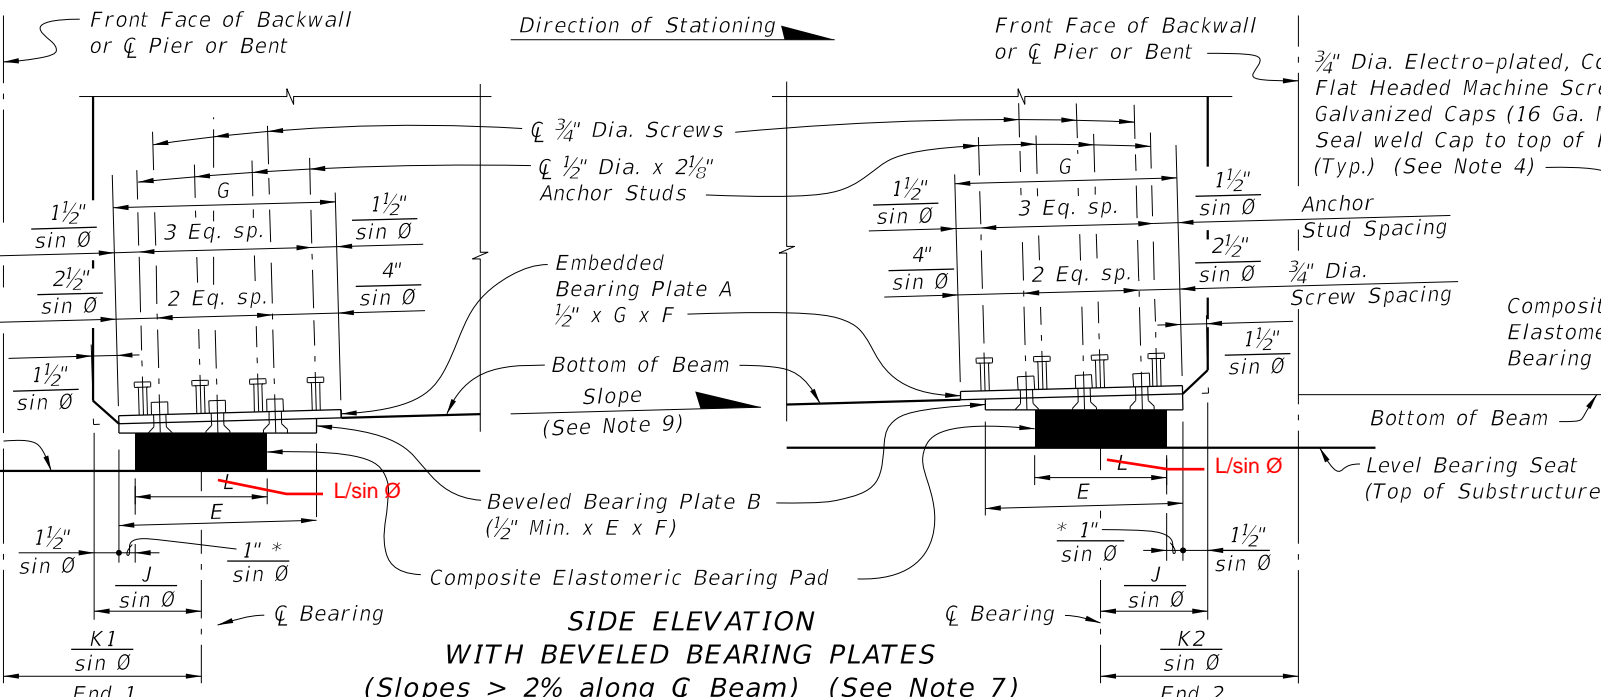 Front Face of Backwall
or ℄ Pier or Bent
Direction of Stationing
Front Face of Backwall
or ℄ Pier or Bent
¾" Dia. Electro-plated,
Flat Headed Machine
Galvanized Caps (16 Ga.
Seal weld Cap to top of
(Typ.) (See Note 4)
℄ ¾" Dia. Screws
℄ ½" Dia. x 2⅛"
Anchor Studs
G
1½"
sin Ø
3 Eq. sp.
1½"
sin Ø
2½"
sin Ø
2 Eq. sp.
4"
sin Ø
1½"
sin Ø
Embedded
Bearing Plate A
½" x G x F
Bottom of Beam
Slope
(See Note 9)
G
1½"
sin Ø
3 Eq. sp.
1½"
sin Ø
Anchor
Stud Spacing
4"
sin Ø
2 Eq. sp.
2½"
sin Ø
¾" Dia.
Screw Spacing
1½"
sin Ø
Bearing
Bottom of Beam
Level Bearing Seat
(Top of Substructure
L
L/sin Ø
E
L
L/sin Ø
E
Beveled Bearing Plate B
(½" Min. x E x F)
Composite Elastomeric Bearing Pad
1½"
sin Ø
1" *
sin Ø
J
sin Ø
℄ Bearing
K1
sin Ø
End 1
* 1"
sin Ø
1½"
sin Ø
J
sin Ø
℄ Bearing
K2
sin Ø
End 2
SIDE ELEVATION
WITH BEVELED BEARING PLATES
(Slopes > 2% along ℄ Beam) (See Note 7)